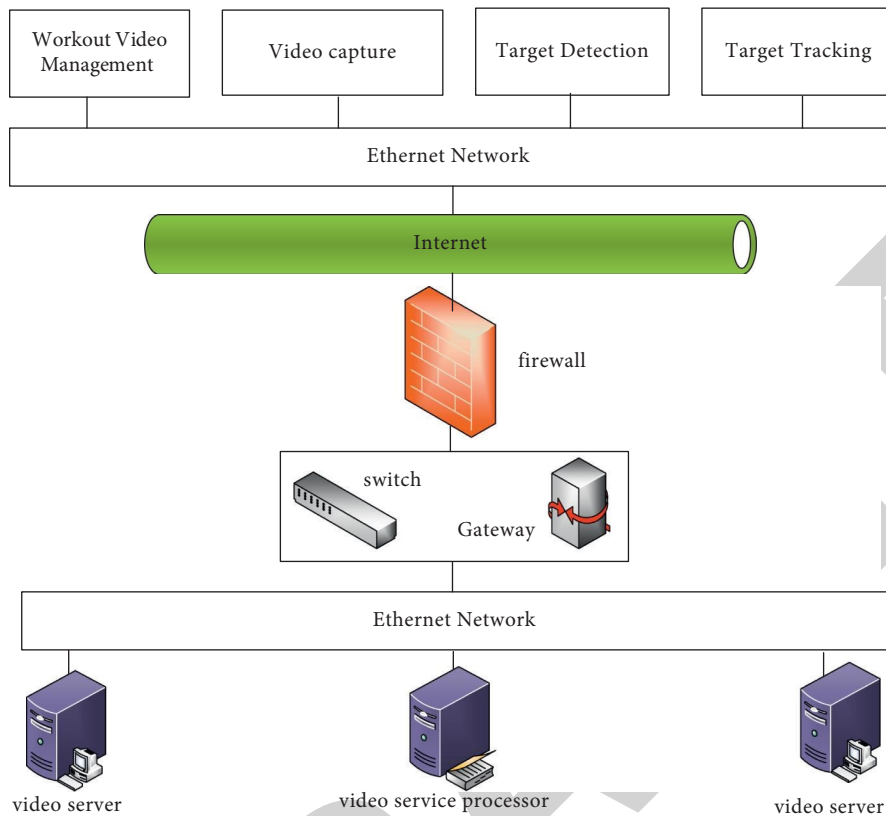 Workout Video
Management
Video capture
Target Detection
Target Tracking
Ethernet Network
Internet
firewall
switch
Gateway
Ethernet Network
video server
video service processor
video server